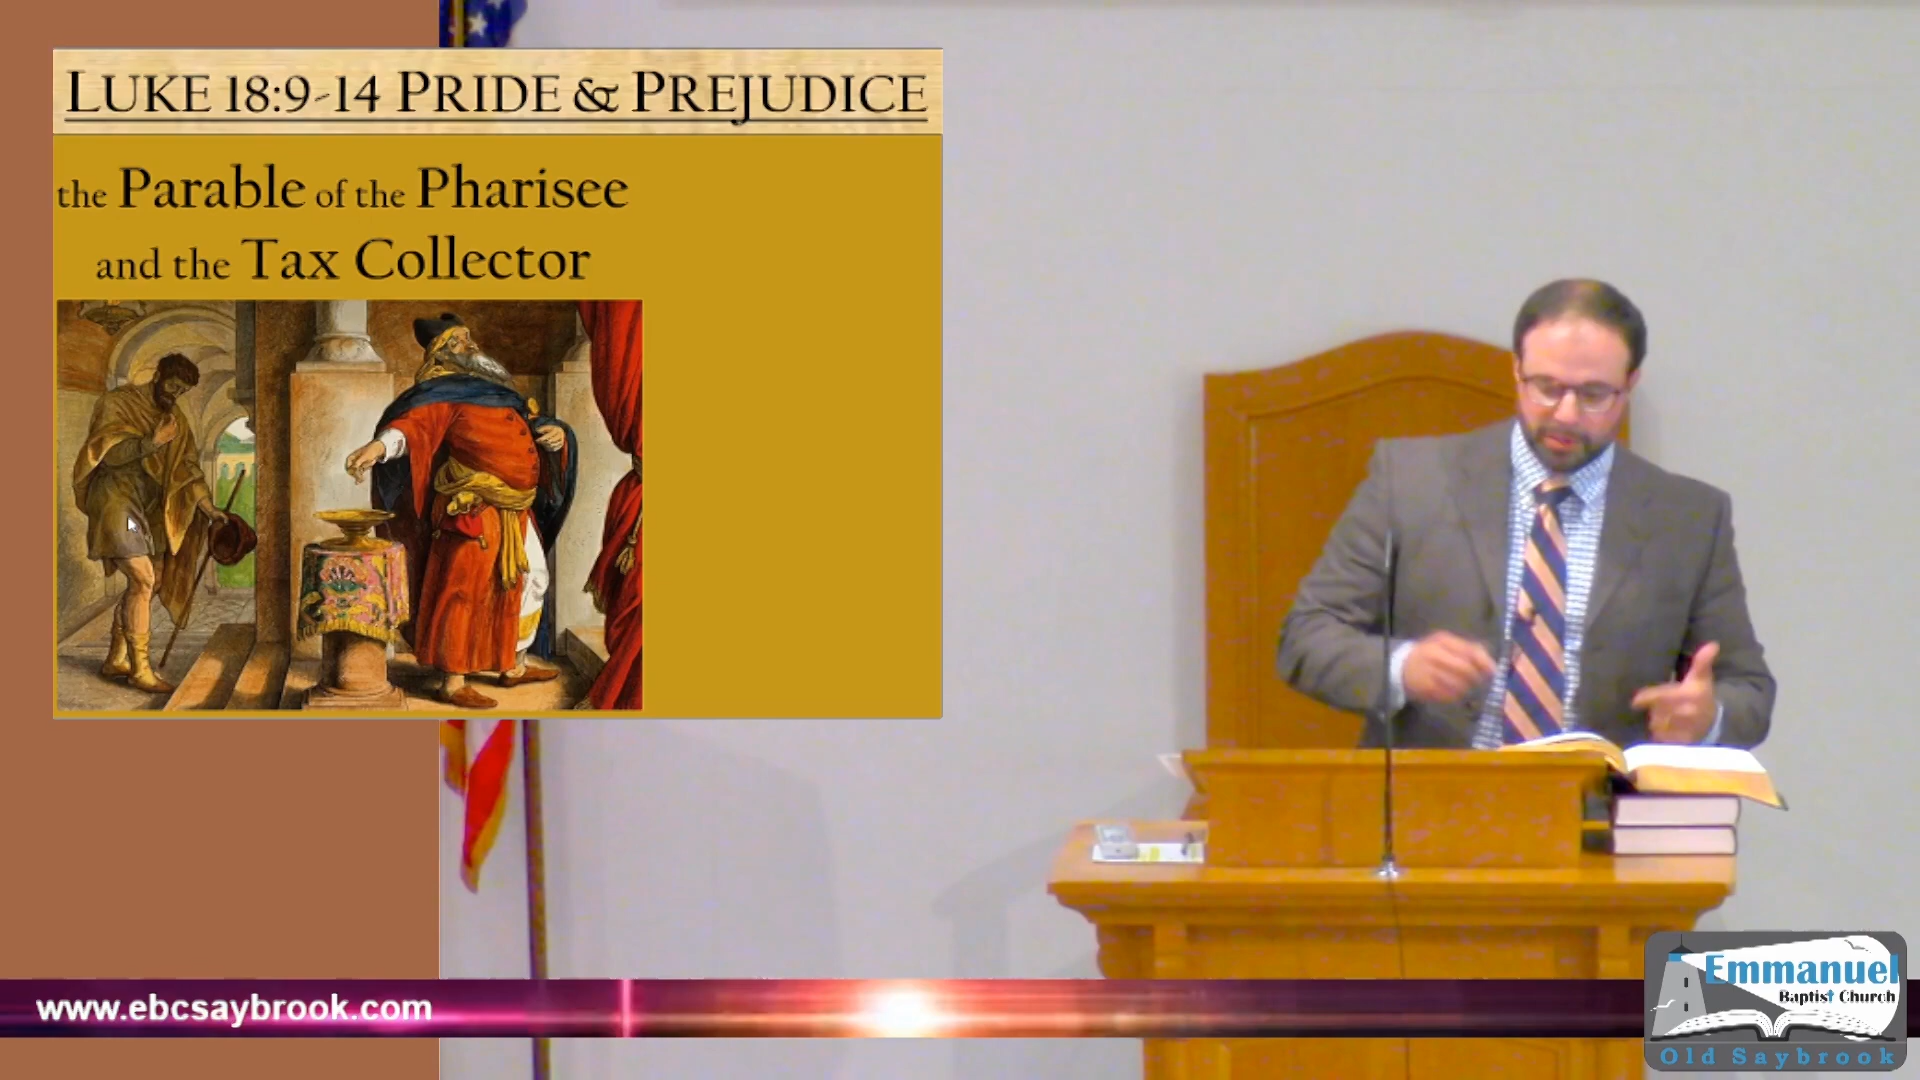 LUKE 18:9-14 PRIDE & PREJUDICE
the Parable of the Pharisee
and the Tax Collector
www.ebcsaybrook.com
Emmanuel
Baptist Church
Old Saybrook